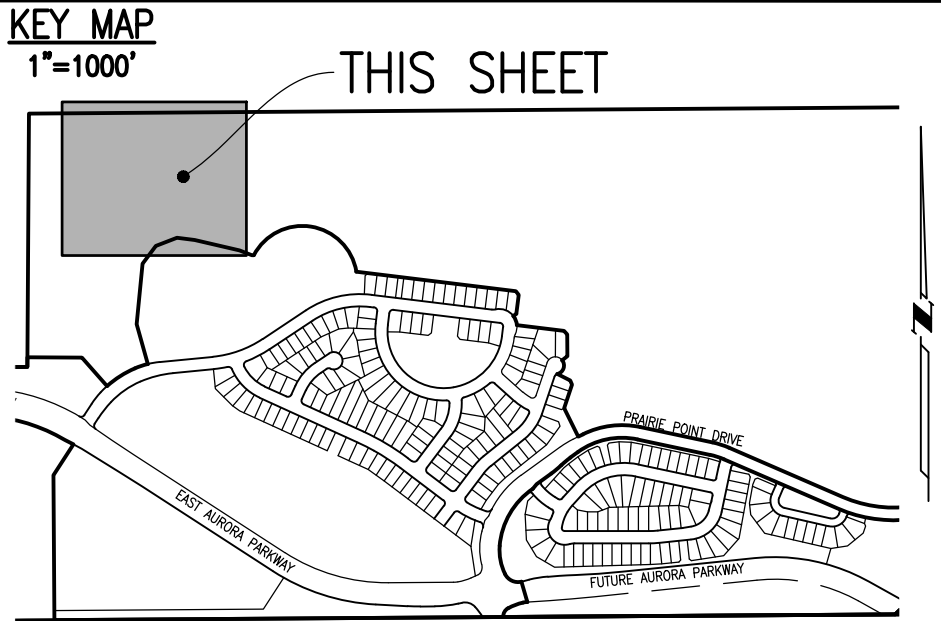 KEY MAP
1"=1000'
THIS SHEET
PRAIRIE POINT DRIVE
EAST AURORA PARKWAY
FUTURE AURORA PARKWAY
N